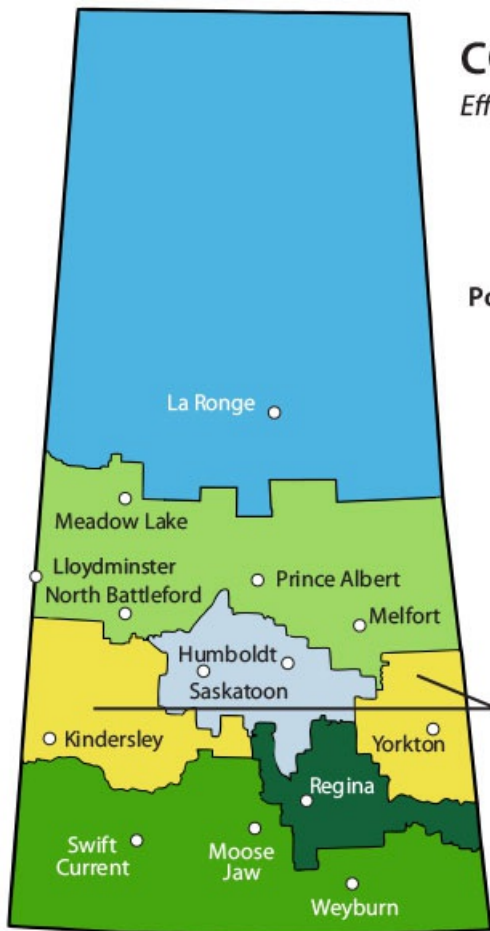 La Ronge
Meadow Lake
Lloydminster
North Battleford
Prince Albert
Melfort
Humboldt
Saskatoon
Kindersley
Yorkton
Regina
Swift
Current
Moose
Jaw
Weyburn